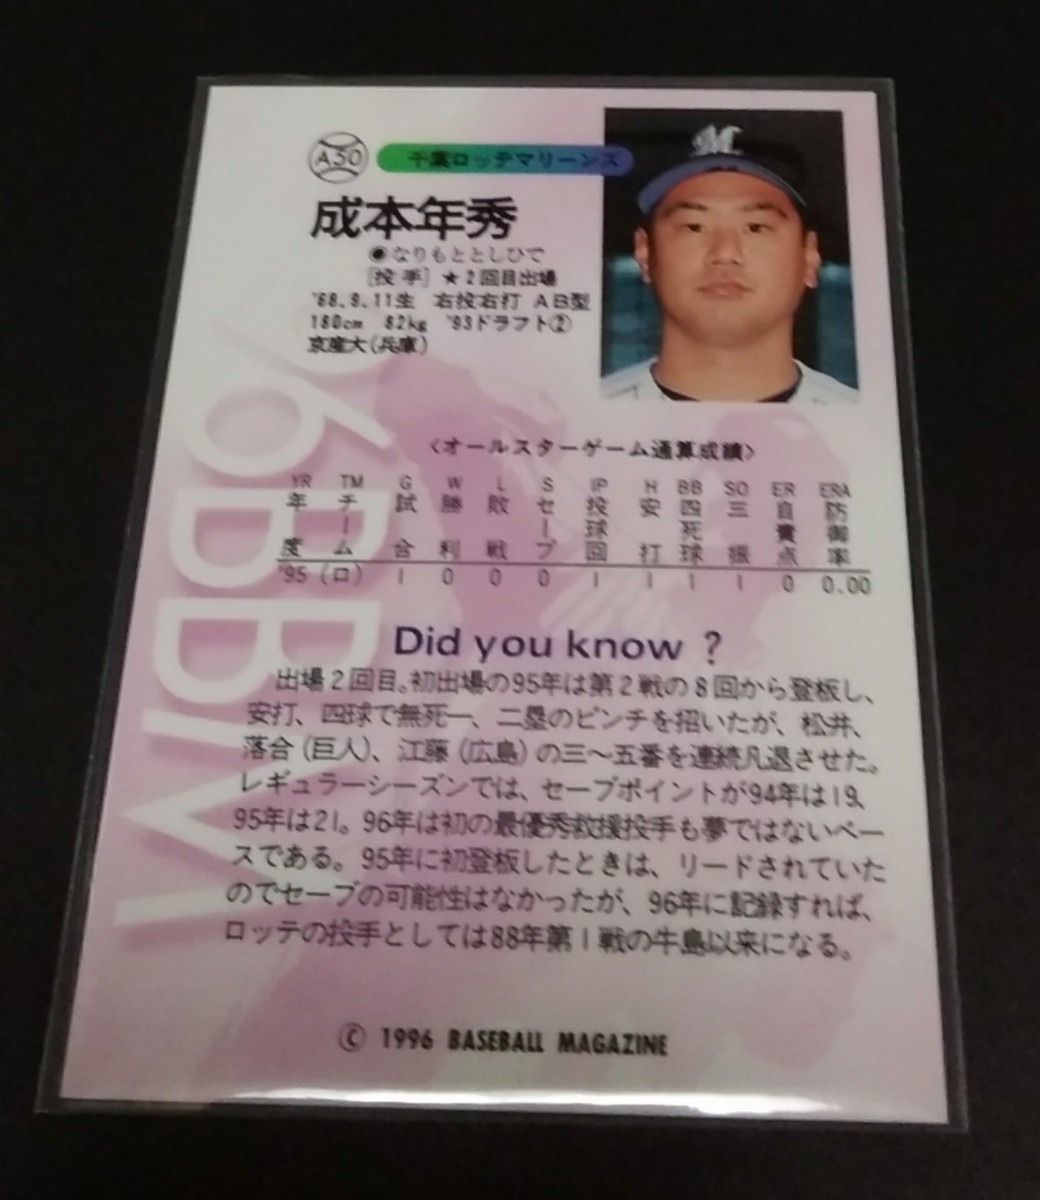 A30 千葉ロッテマリーンズ
成本年秀
●なりもととしひで
[投手] ★2回目出場
'68.8.11生 右投右打 AB型
180cm 82kg '93ドラフト②
京産大(兵庫)
M
'96BBM
〈オールスターゲーム通算成績〉
YR TM G W L S IP H BB SO ER ERA
年度 チーム 試合 勝利 敗戦 セーブ 投球回 安打 四死球 三振 自責点 防御率
'95 (ロ) 1 0 0 0 1 1 1 1 0 0.00
Did you know ?
出場2回目。初出場の95年は第2戦の8回から登板し、
安打、四球で無死一、二塁のピンチを招いたが、松井、
落合(巨人)、江藤(広島)の三〜五番を連続凡退させた。
レギュラーシーズンでは、セーブポイントが94年は19、
95年は21。96年は初の最優秀救援投手も夢ではないペー
スである。95年に初登板したときは、リードされていた
のでセーブの可能性はなかったが、96年に記録すれば、
ロッテの投手としては88年第1戦の牛島以来になる。
© 1996 BASEBALL MAGAZINE